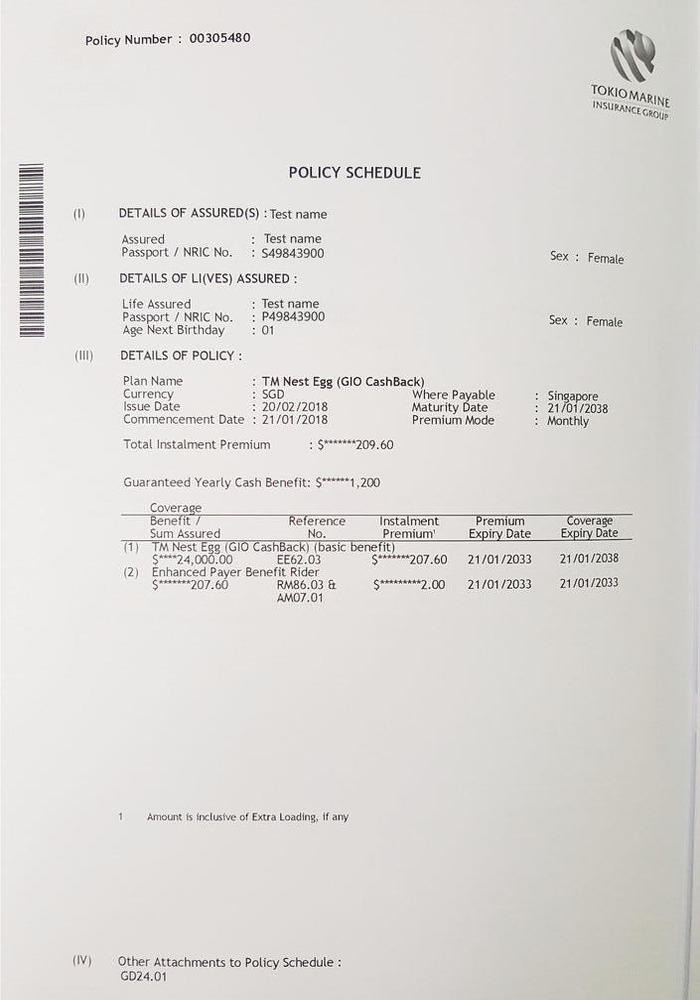 Policy Number : 00305480
TOKIO MARINE
INSURANCE GROUP
POLICY SCHEDULE
(I) DETAILS OF ASSURED(S) : Test name
Assured : Test name
Passport / NRIC No. : S49843900 Sex : Female
(II) DETAILS OF LI(VES) ASSURED :
Life Assured : Test name
Passport / NRIC No. : P49843900 Sex : Female
Age Next Birthday : 01
(III) DETAILS OF POLICY :
Plan Name : TM Nest Egg (GIO CashBack)
Currency : SGD Where Payable : Singapore
Issue Date : 20/02/2018 Maturity Date : 21/01/2038
Commencement Date : 21/01/2018 Premium Mode : Monthly
Total Instalment Premium : $*******209.60
Guaranteed Yearly Cash Benefit: $******1,200
Coverage
Benefit / Reference Instalment Premium Coverage
Sum Assured No. Premium¹ Expiry Date Expiry Date
(1) TM Nest Egg (GIO CashBack) (basic benefit)
$****24,000.00 EE62.03 $*******207.60 21/01/2033 21/01/2038
(2) Enhanced Payer Benefit Rider
$*******207.60 RM86.03 & $*********2.00 21/01/2033 21/01/2033
AM07.01
1 Amount is inclusive of Extra Loading, if any
(IV) Other Attachments to Policy Schedule :
GD24.01